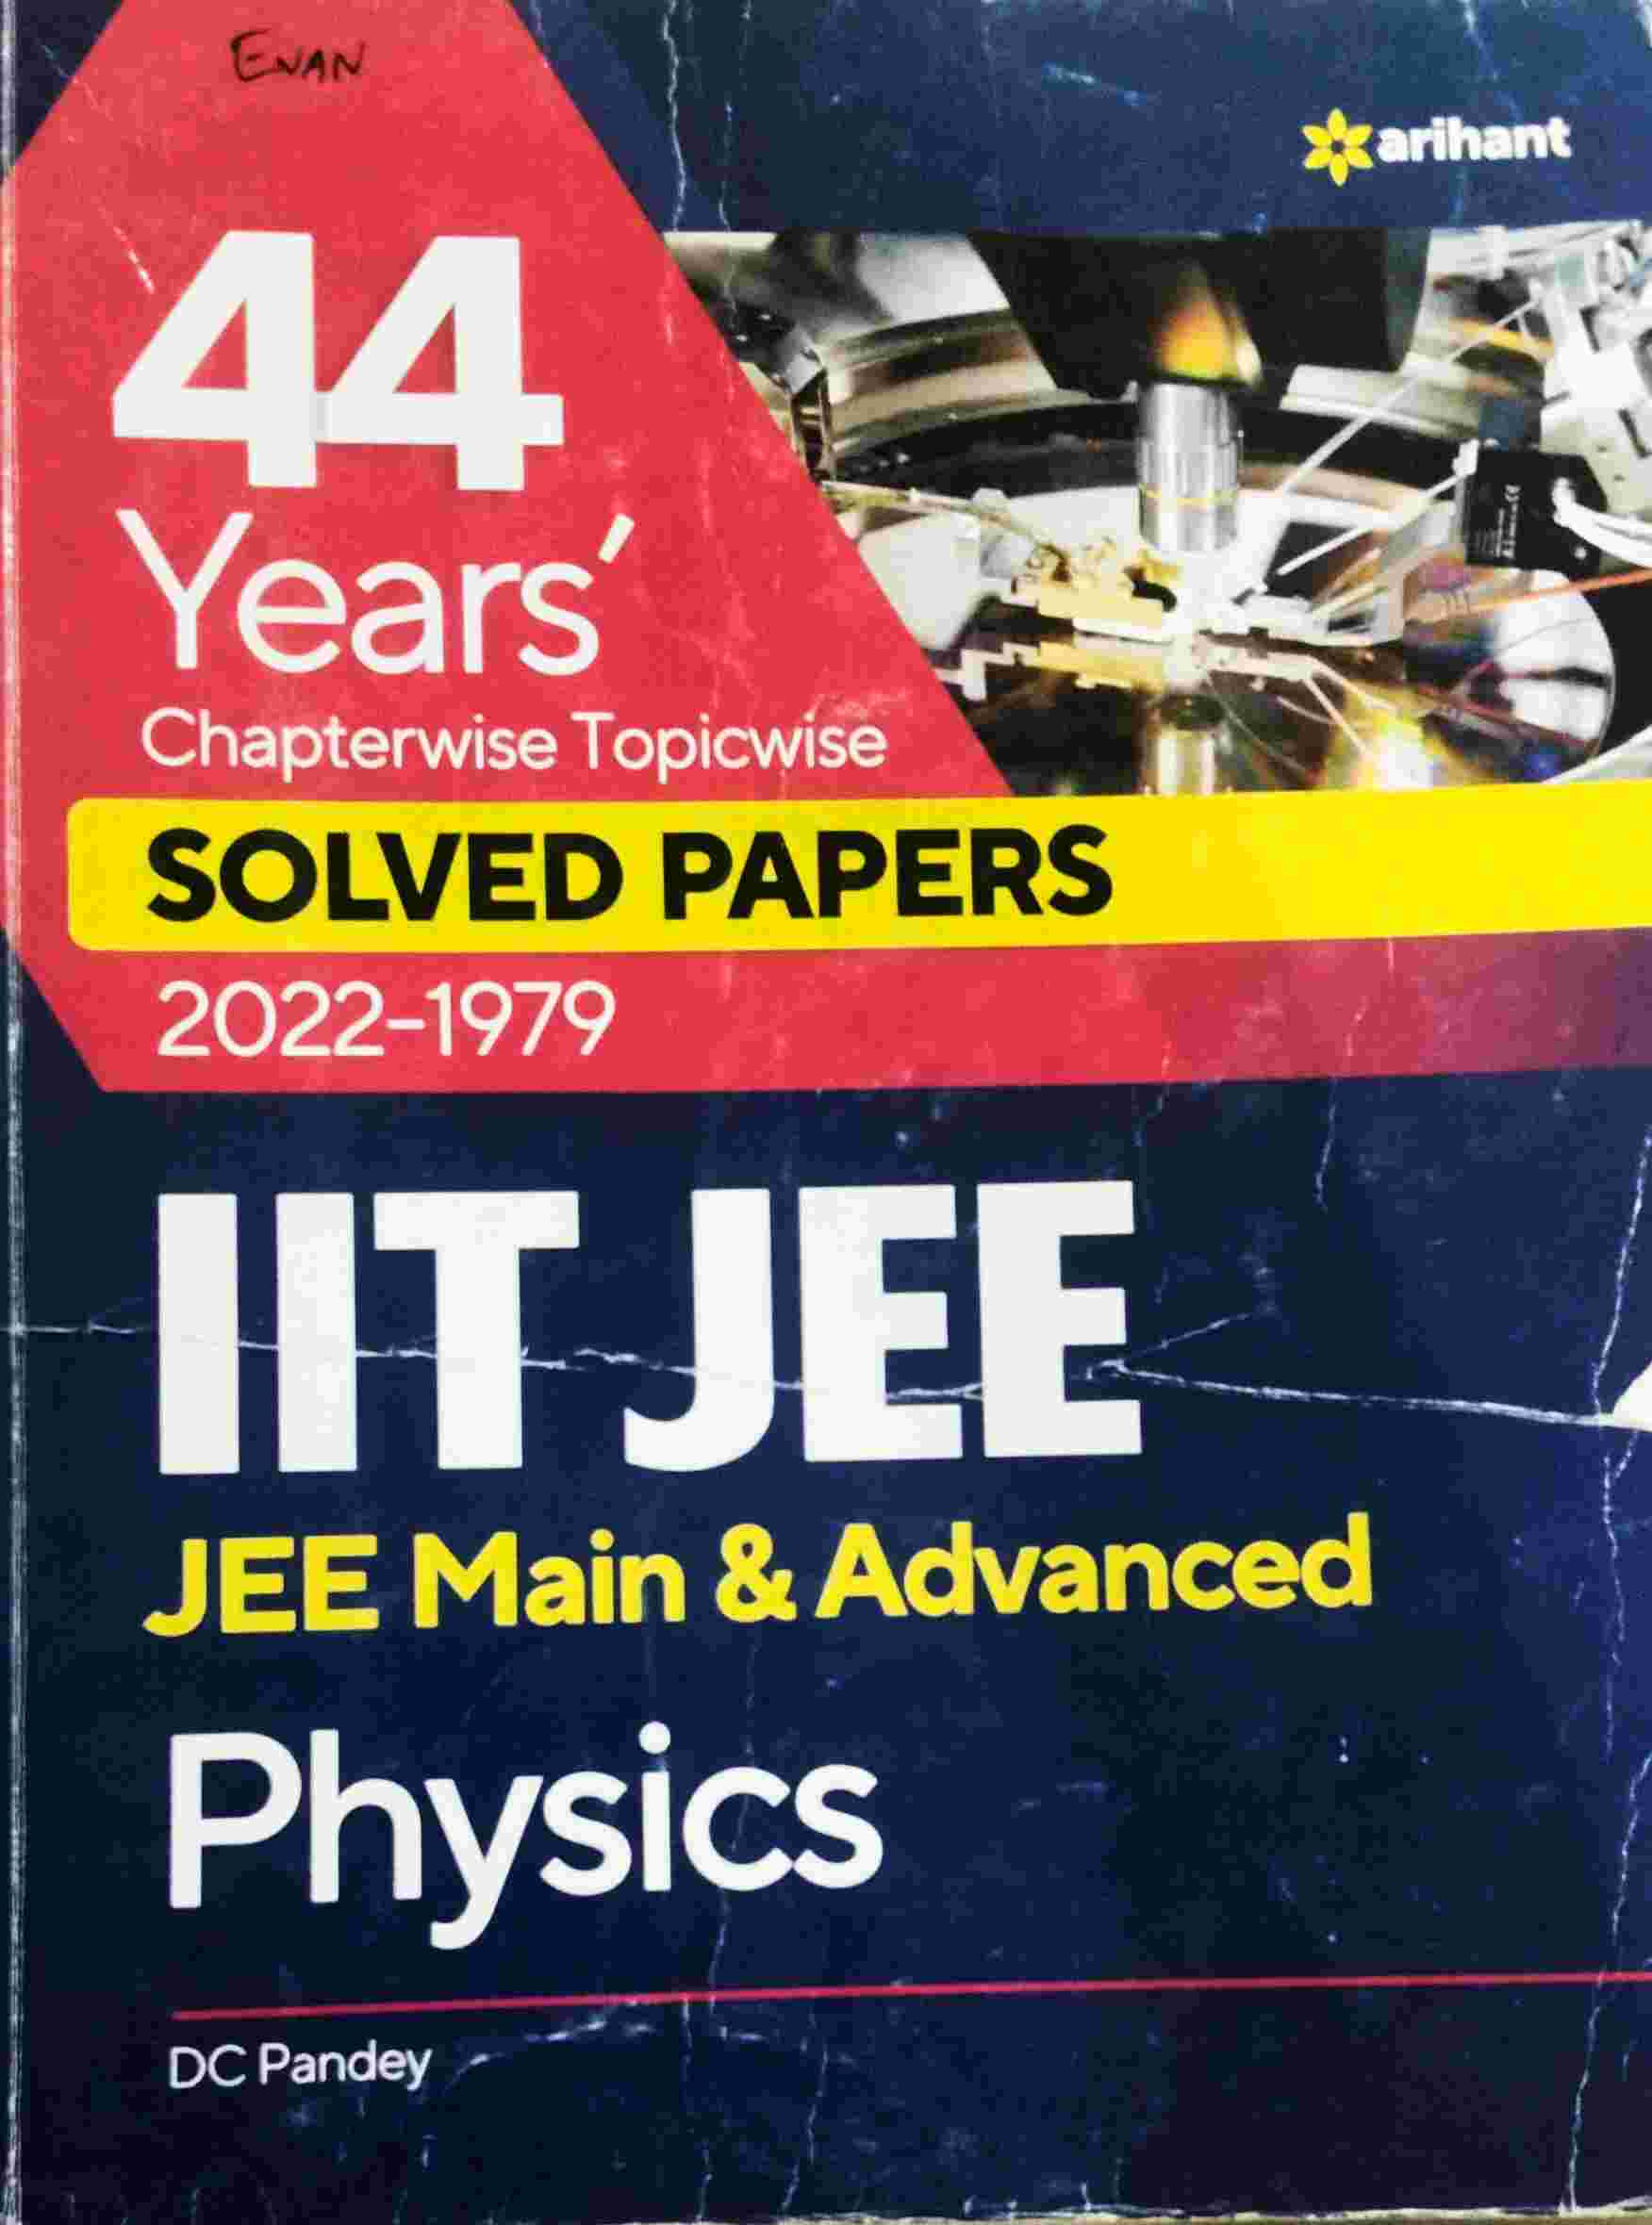 EVAN
arihant
44
Years'
Chapterwise Topicwise
SOLVED PAPERS
2022-1979
IIT JEE
JEE Main & Advanced
Physics
DC Pandey